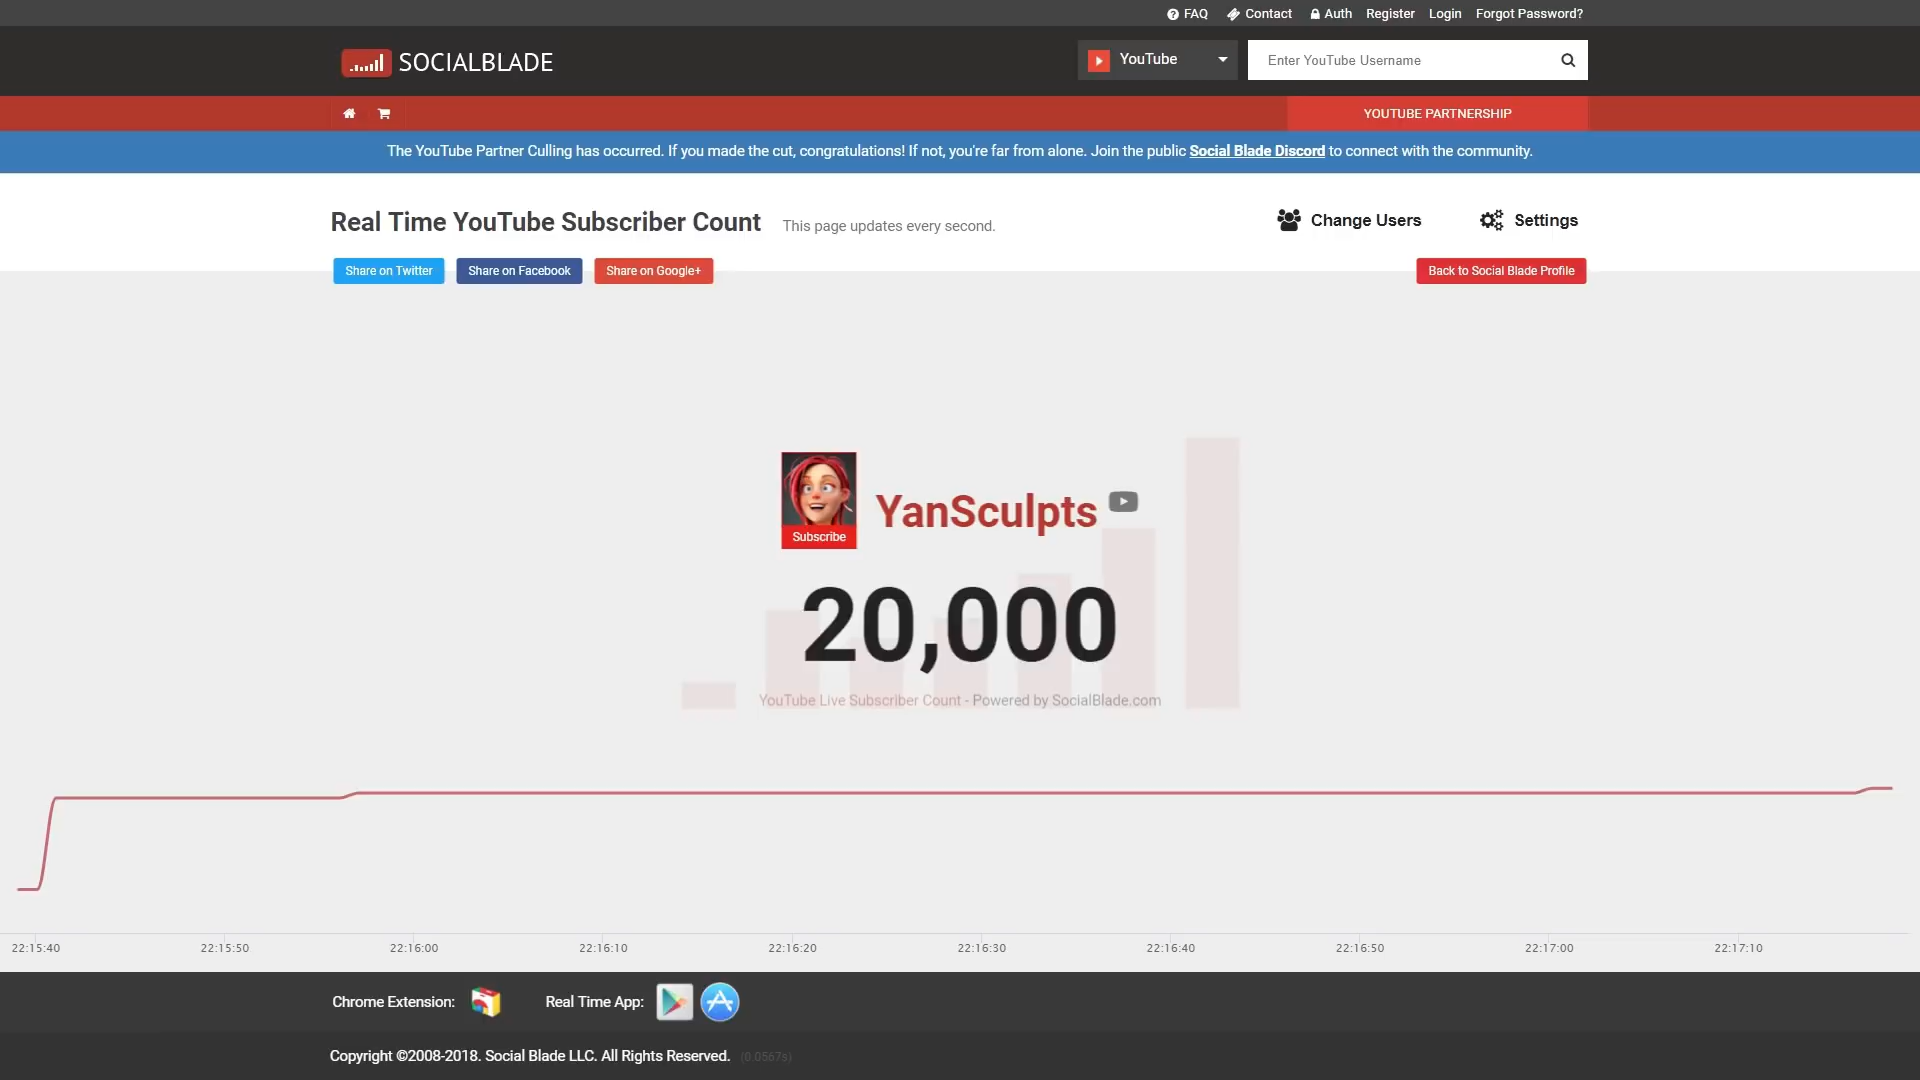 FAQ Contact Auth Register Login Forgot Password?
SOCIALBLADE
YouTube
Enter YouTube Username
YOUTUBE PARTNERSHIP
The YouTube Partner Culling has occurred. If you made the cut, congratulations! If not, you're far from alone. Join the public Social Blade Discord to connect with the community.
Real Time YouTube Subscriber Count This page updates every second.
Change Users Settings
Share on Twitter Share on Facebook Share on Google+ Back to Social Blade Profile
YanSculpts
Subscribe
20,000
YouTube Live Subscriber Count - Powered by SocialBlade.com
22:15:40 22:15:50 22:16:00 22:16:10 22:16:20 22:16:30 22:16:40 22:16:50 22:17:00 22:17:10
Chrome Extension: Real Time App:
Copyright ©2008-2018. Social Blade LLC. All Rights Reserved. (0.0567s)